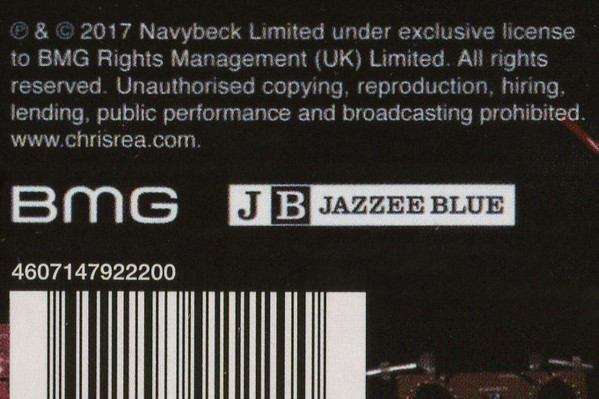 ℗ & © 2017 Navybeck Limited under exclusive license
to BMG Rights Management (UK) Limited. All rights
reserved. Unauthorised copying, reproduction, hiring,
lending, public performance and broadcasting prohibited.
www.chrisrea.com.
BMG
JB JAZZEE BLUE
4607147922200